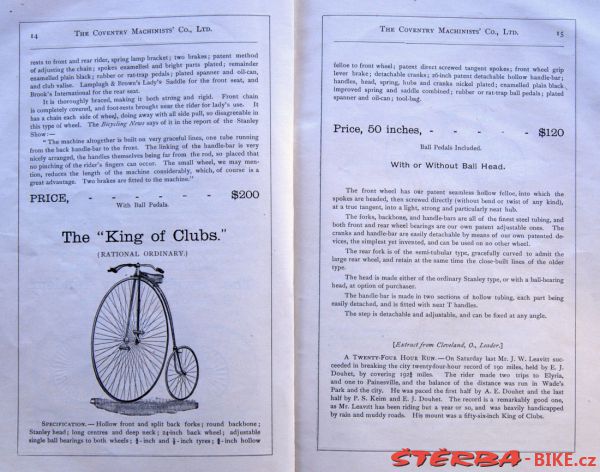 14
THE COVENTRY MACHINISTS' CO., LTD.
rests to front and rear rider, spring lamp bracket; two brakes; patent method
of adjusting the chain; spokes enamelled and bright parts plated; remainder
enamelled plain black; rubber or rat-trap pedals; plated spanner and oil-can,
and club valise. Lamplugh & Brown's Lady's Saddle for the front seat, and
Brook's International for the rear seat.
It is thoroughly braced, making it both strong and rigid. Front chain
is completely covered, and foot-rests brought near the rider for lady's use. It
has a chain each side of wheel, doing away with all side pull, so disagreeable in
this type of wheel. The Bicycling News says of it in the report of the Stanley
Show:—
"The machine altogether is built on very graceful lines, one tube running
from the back handle-bar to the front. The linking of the handle-bar is very
nicely arranged, the handles themselves being far from the rod, so placed that
no pinching of the rider's fingers can occur. The small wheel, we may men-
tion, reduces the length of the machine considerably, which, of course is a
great advantage. Two brakes are fitted to the machine."
PRICE, - - - - - $200
With Ball Pedals.
The "King of Clubs."
(RATIONAL ORDINARY.)
SPECIFICATION.—Hollow front and split back forks; round backbone;
Stanley head; long centres and deep neck; 24-inch back wheel; adjustable
single ball bearings to both wheels; -inch and -inch tyres; -inch hollow
THE COVENTRY MACHINISTS' CO., LTD.
15
felloe to front wheel; patent direct screwed tangent spokes; front wheel grip
lever brake; detachable cranks; 26-inch patent detachable hollow handle-bar;
handles, head, spring, hubs and cranks nickel plated; enamelled plain black,
improved spring and saddle combined; rubber or rat-trap ball pedals; plated
spanner and oil-can; tool-bag.
Price, 50 inches, - - - - - $120
Ball Pedals Included.
With or Without Ball Head.
The front wheel has our patent seamless hollow felloe, into which the
spokes are headed, then screwed directly (without bend or twist of any kind),
at a true tangent, into a light, strong and particularly neat hub.
The forks, backbone, and handle-bars are all of the finest steel tubing, and
both front and rear wheel bearings are our own patent adjustable ones. The
cranks and handle-bar are easily detachable by means of our own patented de-
vices, the simplest yet invented, and can be used on no other wheel.
The rear fork is of the semi-tubular type, gracefully curved to admit the
large rear wheel, and retain at the same time the close-built lines of the older
type.
The head is made either of the ordinary Stanley type, or with a ball-bearing
head, at option of purchaser.
The handle-bar is made in two sections of hollow tubing, each part being
easily detached, and is fitted with neat T handles.
The step is detachable and adjustable, and can be fixed at any angle.
[Extract from Cleveland, O., Leader.]
A TWENTY-FOUR HOUR RUN.—On Saturday last Mr. J. W. Leavitt suc-
ceeded in breaking the city twenty-four-hour record of 190 miles, held by E. J.
Douhet, by covering miles. The rider made two trips to Elyria,
and one to Painesville, and the balance of the distance was run in Wade's
Park and the city. He was paced the first half by A. E. Douhet and the last
half by P. S. Keim and E. J. Douhet. The record is a remarkably good one,
as Mr. Leavitt has been riding but a year or so, and was heavily handicapped
by rain and muddy roads. His mount was a fifty-six-inch King of Clubs.
ŠTĚRBA-BIKE.cz